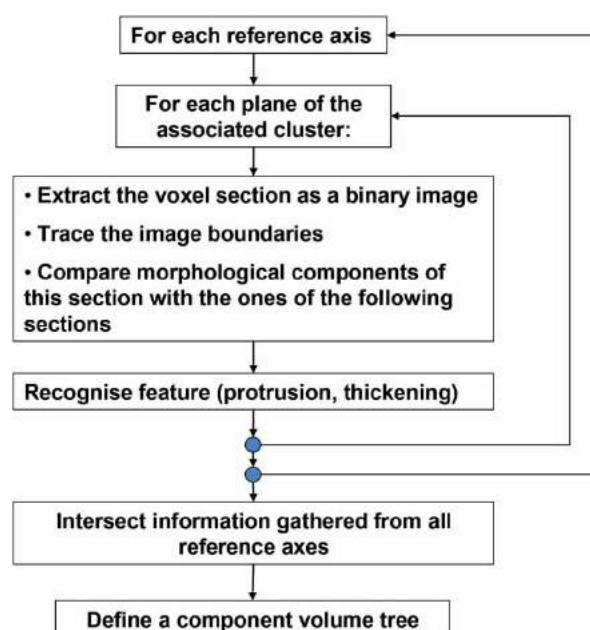 For each reference axis
For each plane of the
associated cluster:
• Extract the voxel section as a binary image
• Trace the image boundaries
• Compare morphological components of
this section with the ones of the following
sections
Recognise feature (protrusion, thickening)
Intersect information gathered from all
reference axes
Define a component volume tree